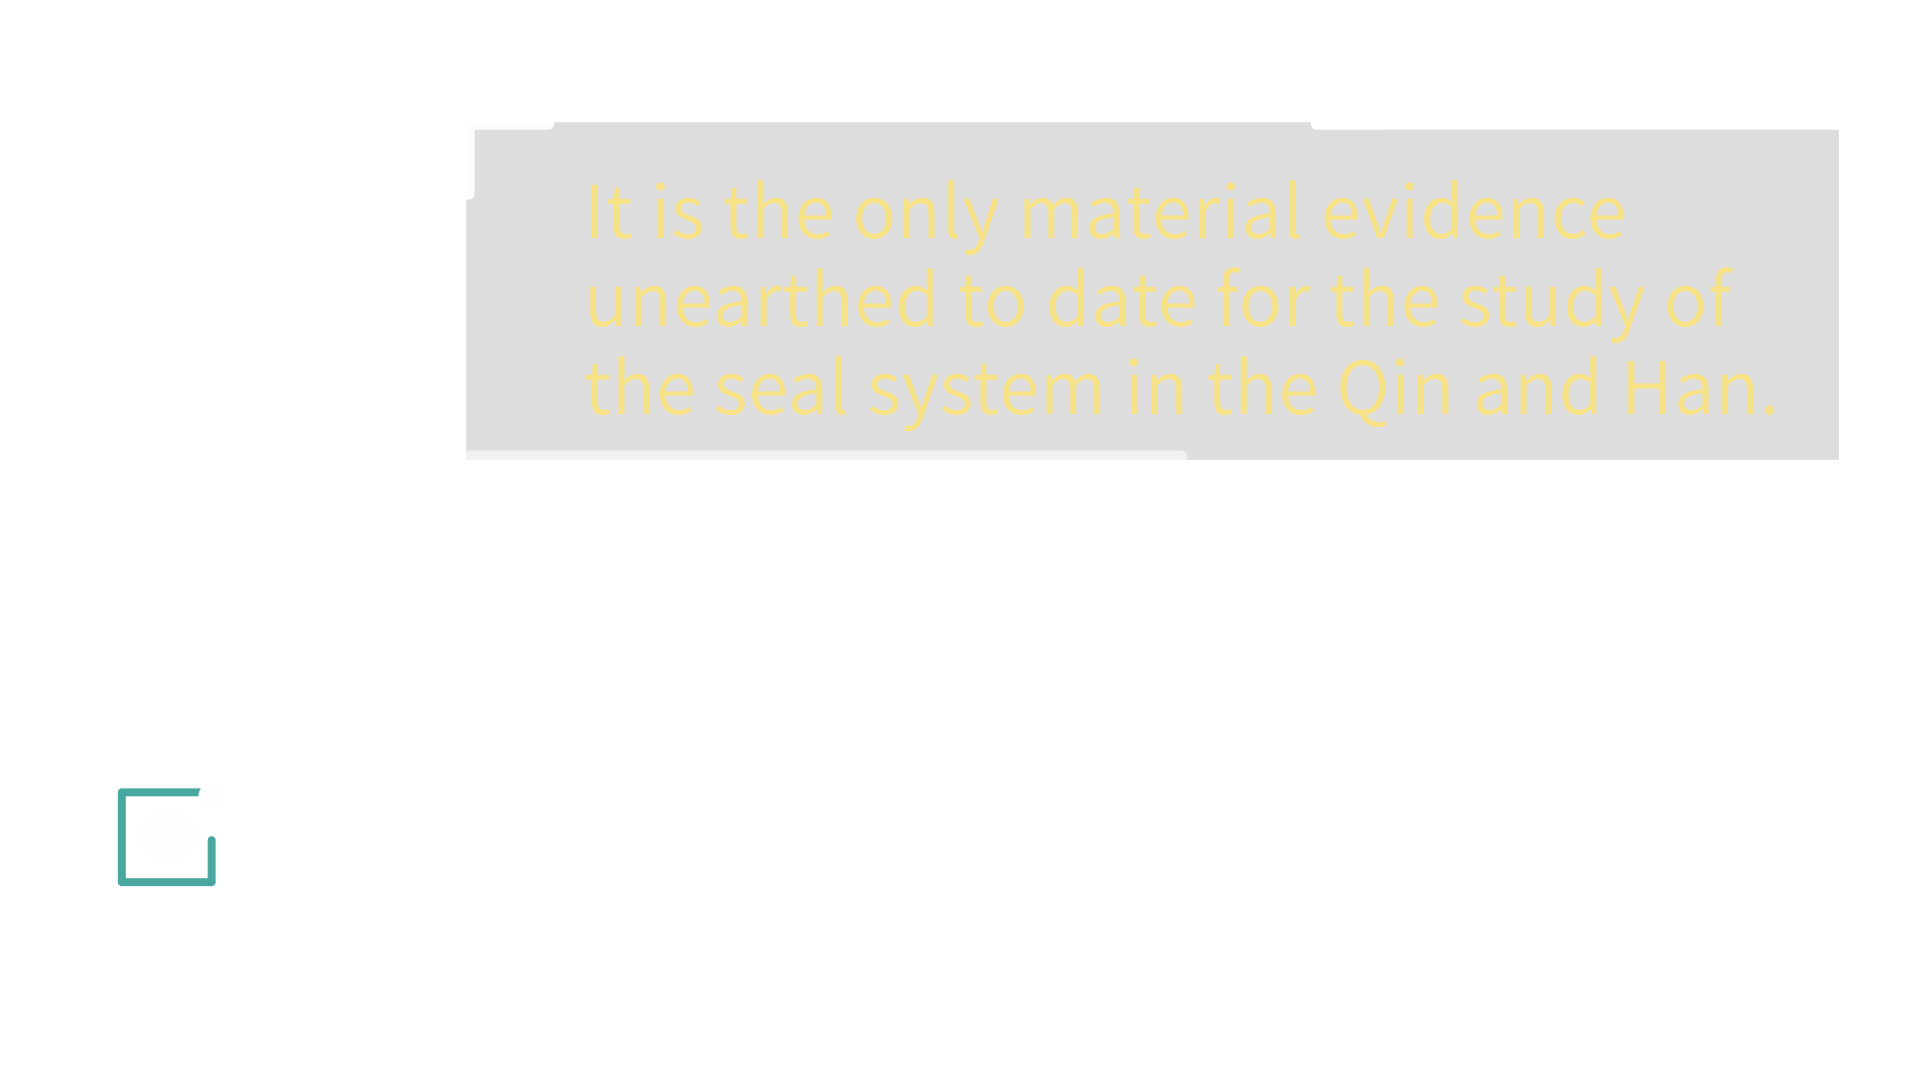 It is the only material evidence
unearthed to date for the study of
the seal system in the Qin and Han.